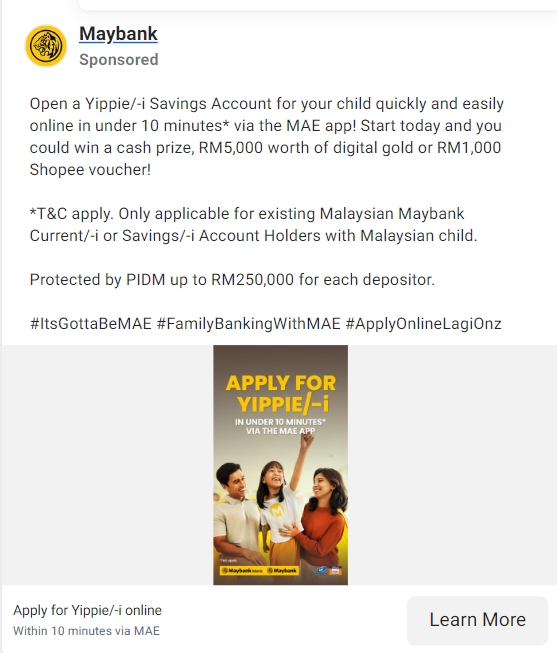 Maybank
Sponsored
Open a Yippie/-i Savings Account for your child quickly and easily
online in under 10 minutes* via the MAE app! Start today and you
could win a cash prize, RM5,000 worth of digital gold or RM1,000
Shopee voucher!
*T&C apply. Only applicable for existing Malaysian Maybank
Current/-i or Savings/-i Account Holders with Malaysian child.
Protected by PIDM up to RM250,000 for each depositor.
#ItsGottaBeMAE #FamilyBankingWithMAE #ApplyOnlineLagiOnz
APPLY FOR
YIPPIE/-i
IN UNDER 10 MINUTES*
VIA THE MAE APP
M
Maybank Islamic Maybank
Apply for Yippie/-i online
Within 10 minutes via MAE
Learn More